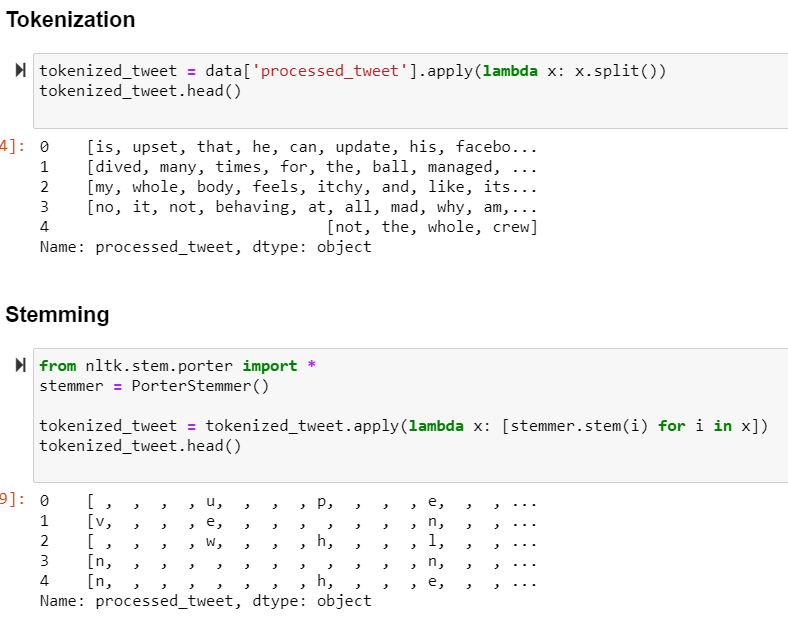 Tokenization
tokenized_tweet = data['processed_tweet'].apply(lambda x: x.split())
tokenized_tweet.head()
4]: 0    [is, upset, that, he, can, update, his, facebo...
1    [dived, many, times, for, the, ball, managed, ...
2    [my, whole, body, feels, itchy, and, like, its...
3    [no, it, not, behaving, at, all, mad, why, am,...
4                              [not, the, whole, crew]
Name: processed_tweet, dtype: object
Stemming
from nltk.stem.porter import *
stemmer = PorterStemmer()
tokenized_tweet = tokenized_tweet.apply(lambda x: [stemmer.stem(i) for i in x])
tokenized_tweet.head()
9]: 0    [ ,  ,  ,  , u,  ,  ,  , p,  ,  ,  , e,  ,  , ...
1    [v,  ,  ,  , e,  ,  ,  ,  ,  ,  ,  , n,  ,  , ...
2    [ ,  ,  ,  , w,  ,  ,  , h,  ,  ,  , l,  ,  , ...
3    [n,  ,  ,  ,  ,  ,  ,  ,  ,  ,  ,  , n,  ,  , ...
4    [n,  ,  ,  ,  ,  ,  ,  , h,  ,  ,  , e,  ,  , ...
Name: processed_tweet, dtype: object